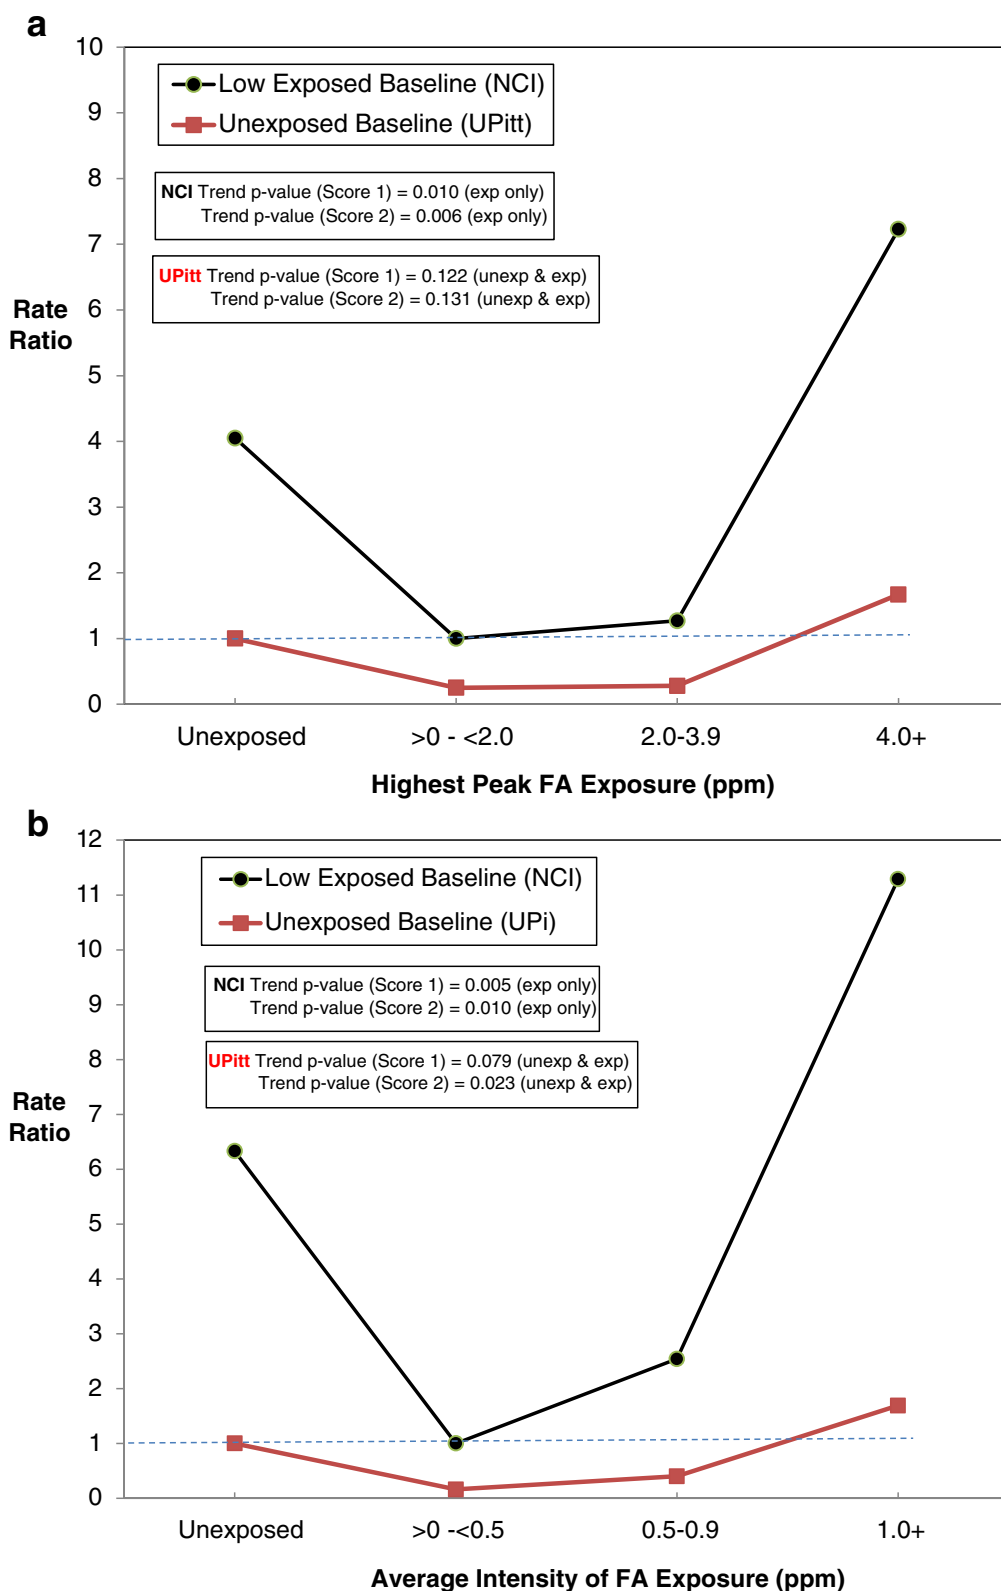 a
10
9
8
7
6
5
4
3
2
1
0
Rate
Ratio
Low Exposed Baseline (NCI)
Unexposed Baseline (UPitt)
NCI Trend p-value (Score 1) = 0.010 (exp only)
Trend p-value (Score 2) = 0.006 (exp only)
UPitt Trend p-value (Score 1) = 0.122 (unexp & exp)
Trend p-value (Score 2) = 0.131 (unexp & exp)
Unexposed >0 - <2.0 2.0-3.9 4.0+
Highest Peak FA Exposure (ppm)
b
12
11
10
9
8
7
6
5
4
3
2
1
0
Rate
Ratio
Low Exposed Baseline (NCI)
Unexposed Baseline (UPi)
NCI Trend p-value (Score 1) = 0.005 (exp only)
Trend p-value (Score 2) = 0.010 (exp only)
UPitt Trend p-value (Score 1) = 0.079 (unexp & exp)
Trend p-value (Score 2) = 0.023 (unexp & exp)
Unexposed >0 -<0.5 0.5-0.9 1.0+
Average Intensity of FA Exposure (ppm)